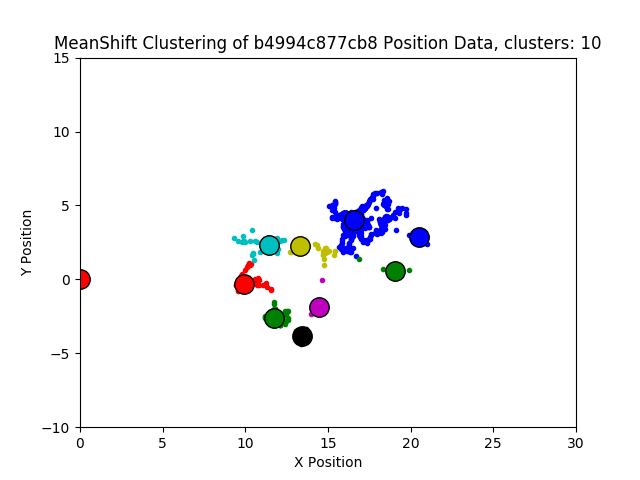 MeanShift Clustering of b4994c877cb8 Position Data, clusters: 10
15
10
5
0
−5
−10
Y Position
0 5 10 15 20 25 30
X Position